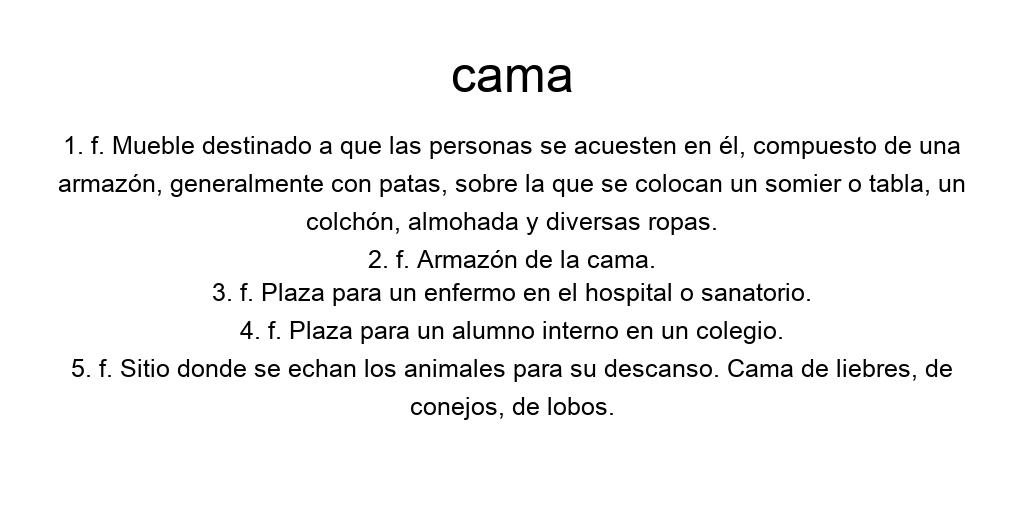 cama
1. f. Mueble destinado a que las personas se acuesten en él, compuesto de una
armazón, generalmente con patas, sobre la que se colocan un somier o tabla, un
colchón, almohada y diversas ropas.
2. f. Armazón de la cama.
3. f. Plaza para un enfermo en el hospital o sanatorio.
4. f. Plaza para un alumno interno en un colegio.
5. f. Sitio donde se echan los animales para su descanso. Cama de liebres, de
conejos, de lobos.